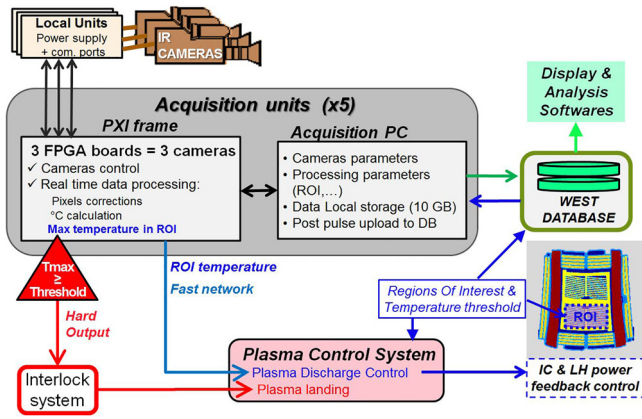 Local Units
Power supply
+ com. ports
IR
CAMERAS
Acquisition units (x5)
PXI frame
3 FPGA boards = 3 cameras
✓ Cameras control
✓ Real time data processing:
Pixels corrections
°C calculation
Max temperature in ROI
Acquisition PC
• Cameras parameters
• Processing parameters
(ROI,...)
• Data Local storage (10 GB)
• Post pulse upload to DB
Display &
Analysis
Softwares
WEST
DATABASE
Tmax
≥
Threshold
Hard
Output
ROI temperature
Fast network
Regions Of Interest &
Temperature threshold
ROI
Interlock
system
Plasma Control System
Plasma Discharge Control
Plasma landing
IC & LH power
feedback control